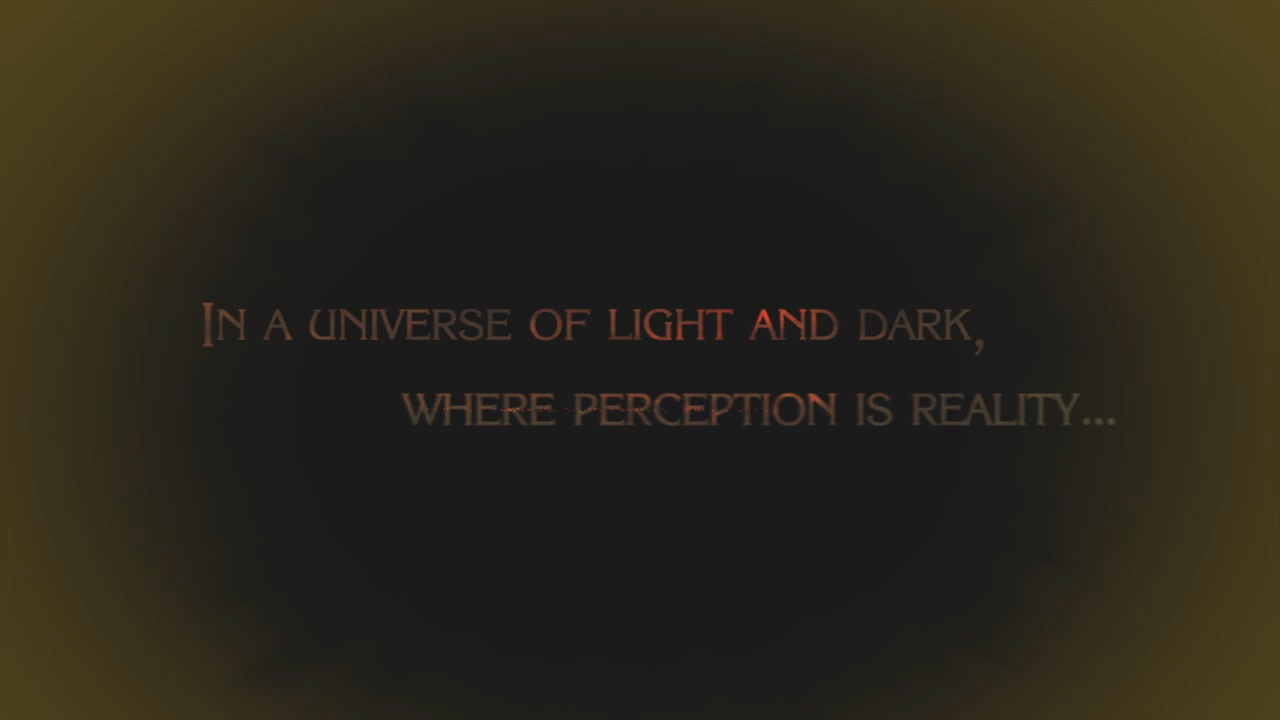 In a universe of light and dark,
where perception is reality...